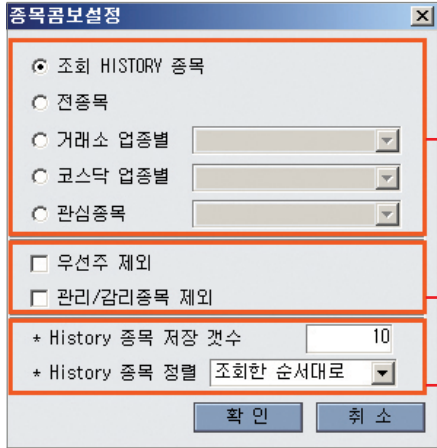 종목콤보설정
조회 HISTORY 종목
전종목
거래소 업종별
코스닥 업종별
관심종목
우선주 제외
관리/감리종목 제외
* History 종목 저장 갯수 10
* History 종목 정렬 조회한 순서대로
확 인 취 소